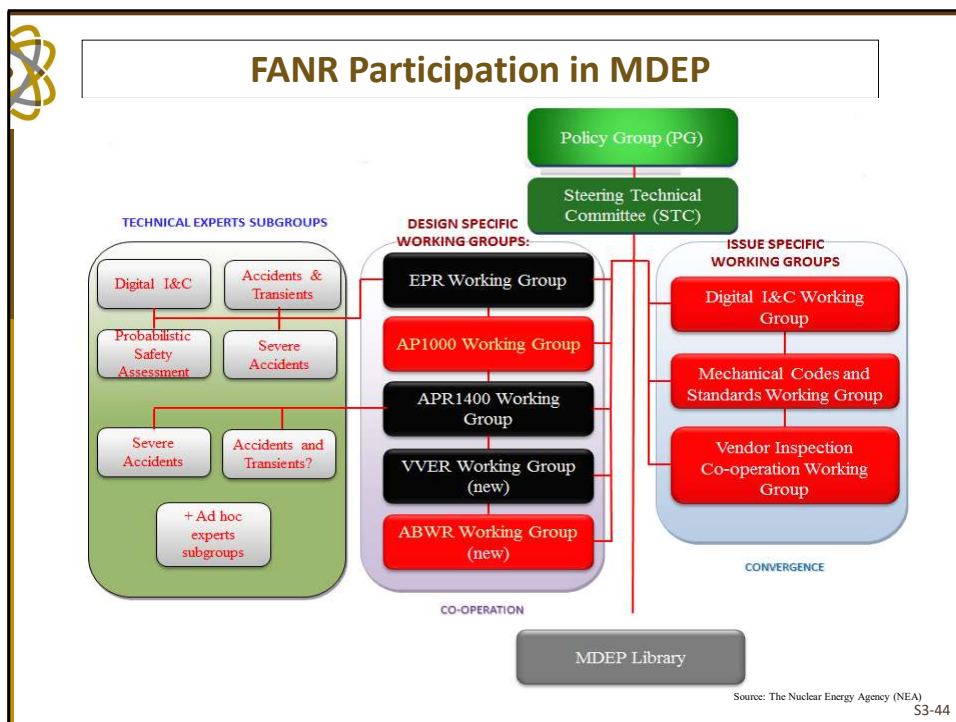 FANR Participation in MDEP
Policy Group (PG)
Steering Technical
Committee (STC)
TECHNICAL EXPERTS SUBGROUPS
Digital I&C
Accidents &
Transients
Probabilistic
Safety
Assessment
Severe
Accidents
Severe
Accidents
Accidents and
Transients?
+ Ad hoc
experts
subgroups
DESIGN SPECIFIC
WORKING GROUPS:
EPR Working Group
AP1000 Working Group
APR1400 Working
Group
VVER Working Group
(new)
ABWR Working Group
(new)
CO-OPERATION
ISSUE SPECIFIC
WORKING GROUPS
Digital I&C Working
Group
Mechanical Codes and
Standards Working Group
Vendor Inspection
Co-operation Working
Group
CONVERGENCE
MDEP Library
Source: The Nuclear Energy Agency (NEA)
S3-44